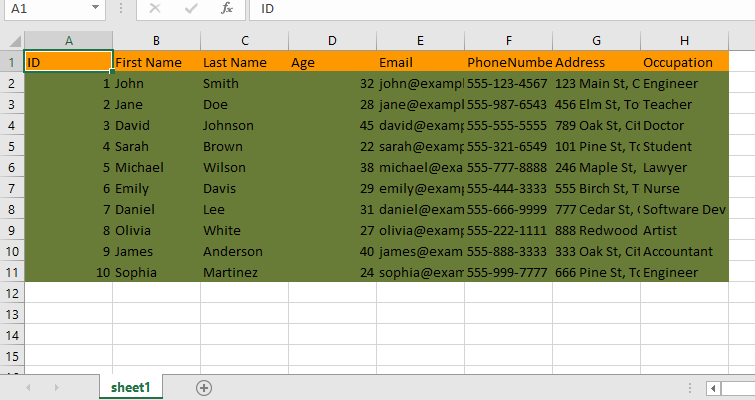 A1 fx ID
A B C D E F G H
1 ID First Name Last Name Age Email PhoneNumbe Address Occupation
2 1 John Smith 32 john@exampl 555-123-4567 123 Main St, C Engineer
3 2 Jane Doe 28 jane@exampl 555-987-6543 456 Elm St, To Teacher
4 3 David Johnson 45 david@examp 555-555-5555 789 Oak St, Cit Doctor
5 4 Sarah Brown 22 sarah@examp 555-321-6549 101 Pine St, To Student
6 5 Michael Wilson 38 michael@exa 555-777-8888 246 Maple St, Lawyer
7 6 Emily Davis 29 emily@examp 555-444-3333 555 Birch St, T Nurse
8 7 Daniel Lee 31 daniel@exam 555-666-9999 777 Cedar St, Software Dev
9 8 Olivia White 27 olivia@examp 555-222-1111 888 Redwood Artist
10 9 James Anderson 40 james@exam 555-888-3333 333 Oak St, Cit Accountant
11 10 Sophia Martinez 24 sophia@exam 555-999-7777 666 Pine St, To Engineer
12
13
14
15
sheet1